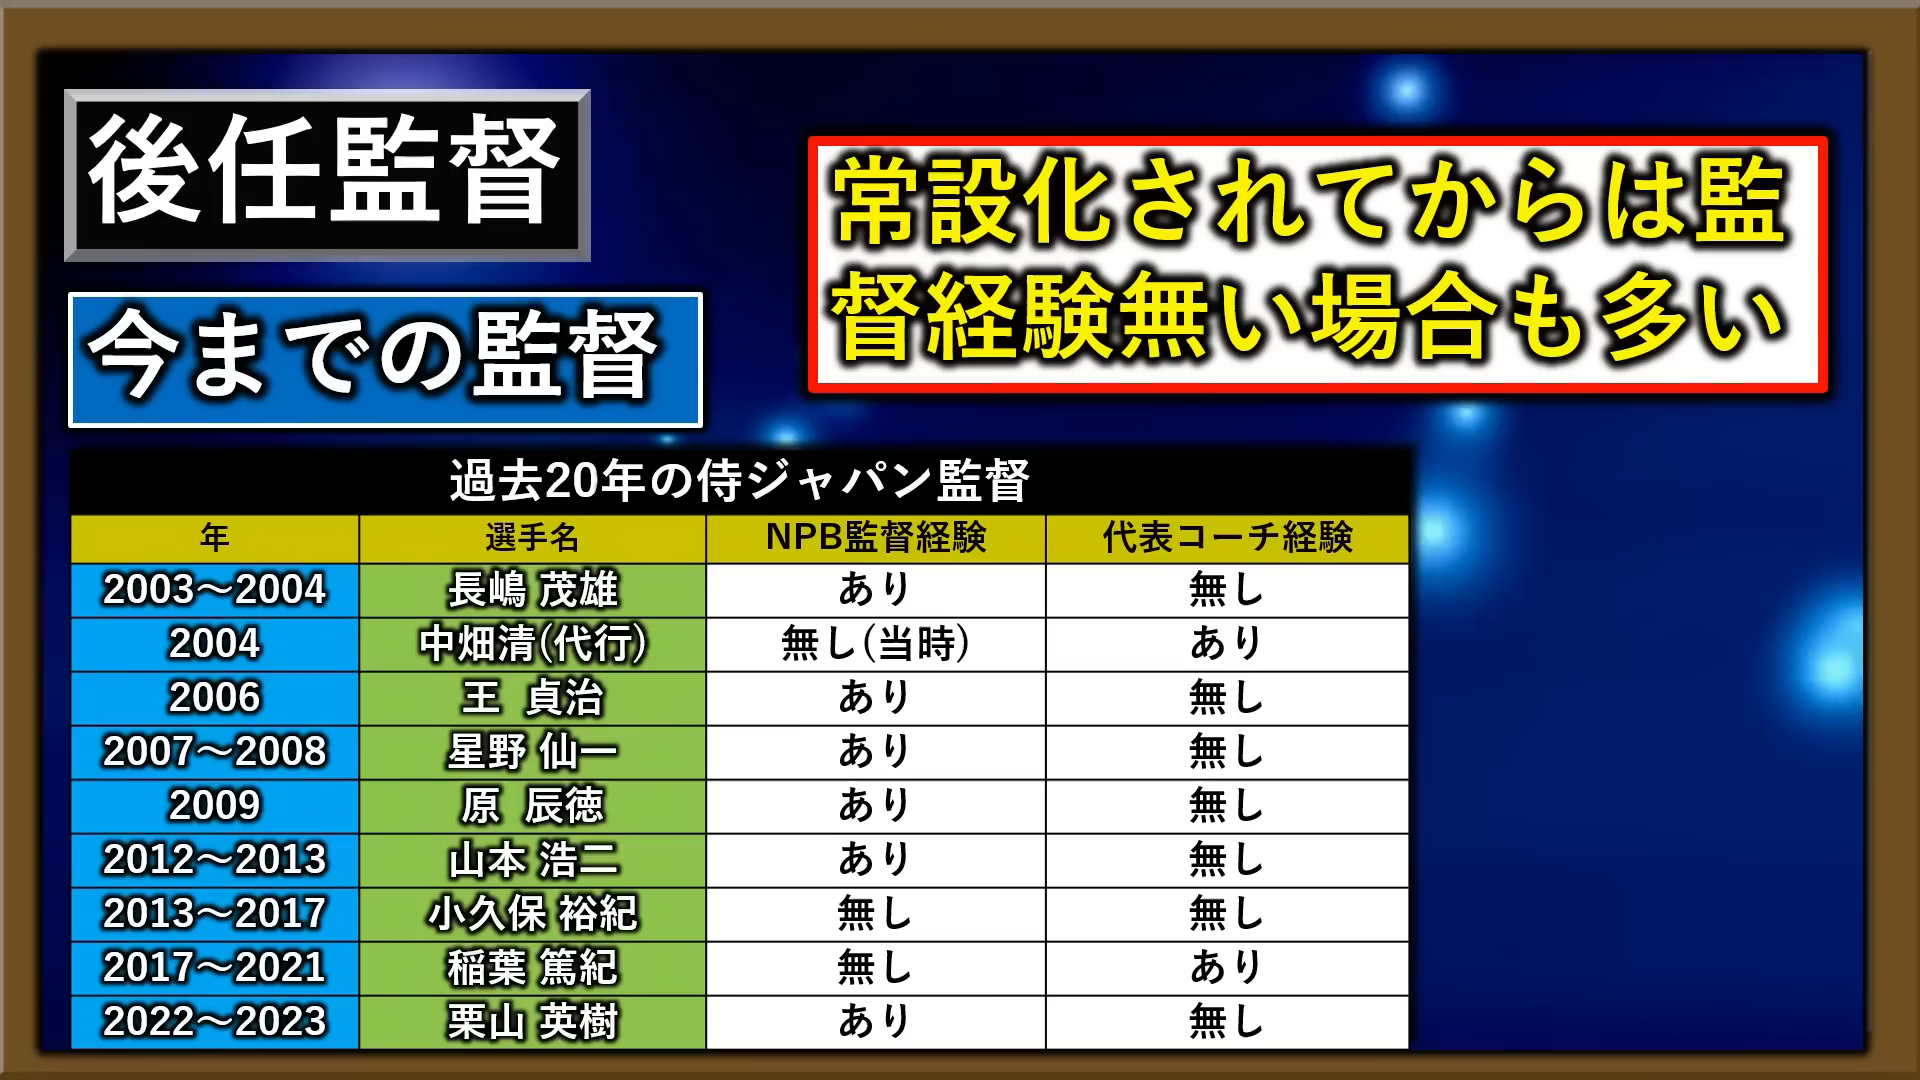 後任監督
常設化されてからは監
督経験無い場合も多い
今までの監督
過去20年の侍ジャパン監督
年 選手名 NPB監督経験 代表コーチ経験
2003～2004 長嶋 茂雄 あり 無し
2004 中畑清(代行) 無し(当時) あり
2006 王 貞治 あり 無し
2007～2008 星野 仙一 あり 無し
2009 原 辰徳 あり 無し
2012～2013 山本 浩二 あり 無し
2013～2017 小久保 裕紀 無し 無し
2017～2021 稲葉 篤紀 無し あり
2022～2023 栗山 英樹 あり 無し